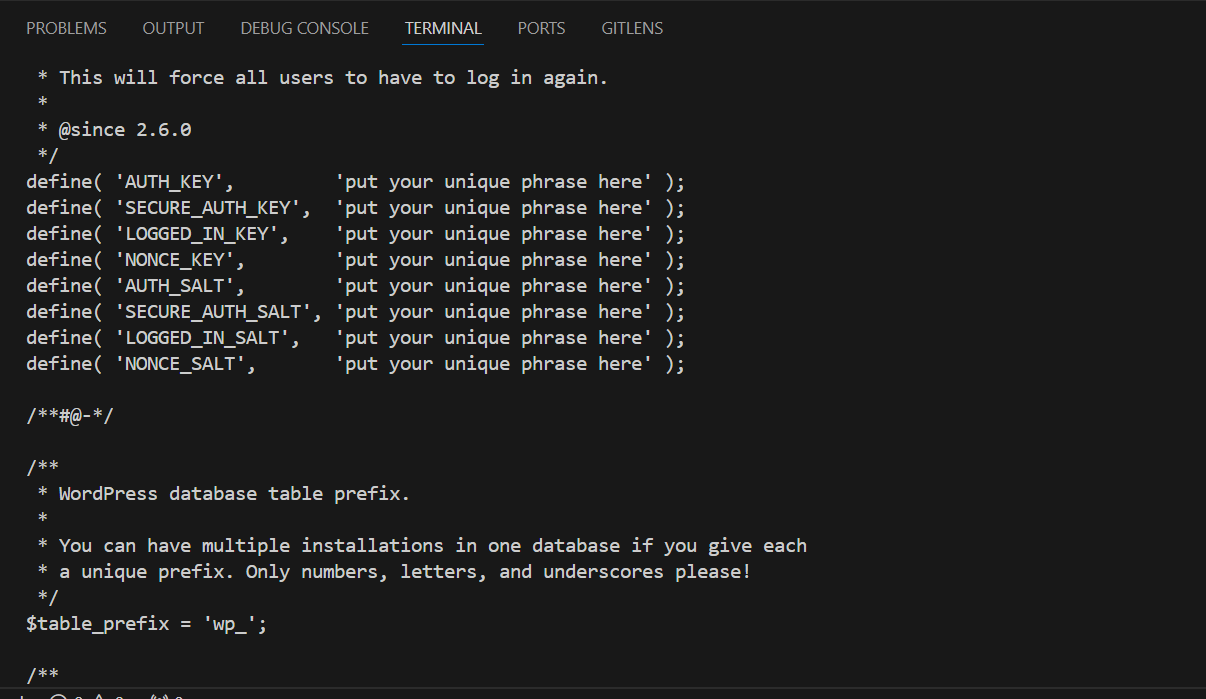 PROBLEMS OUTPUT DEBUG CONSOLE TERMINAL PORTS GITLENS
 * This will force all users to have to log in again.
 *
 * @since 2.6.0
 */
define( 'AUTH_KEY',         'put your unique phrase here' );
define( 'SECURE_AUTH_KEY',  'put your unique phrase here' );
define( 'LOGGED_IN_KEY',    'put your unique phrase here' );
define( 'NONCE_KEY',        'put your unique phrase here' );
define( 'AUTH_SALT',        'put your unique phrase here' );
define( 'SECURE_AUTH_SALT', 'put your unique phrase here' );
define( 'LOGGED_IN_SALT',   'put your unique phrase here' );
define( 'NONCE_SALT',       'put your unique phrase here' );

/**#@-*/

/**
 * WordPress database table prefix.
 *
 * You can have multiple installations in one database if you give each
 * a unique prefix. Only numbers, letters, and underscores please!
 */
$table_prefix = 'wp_';

/**